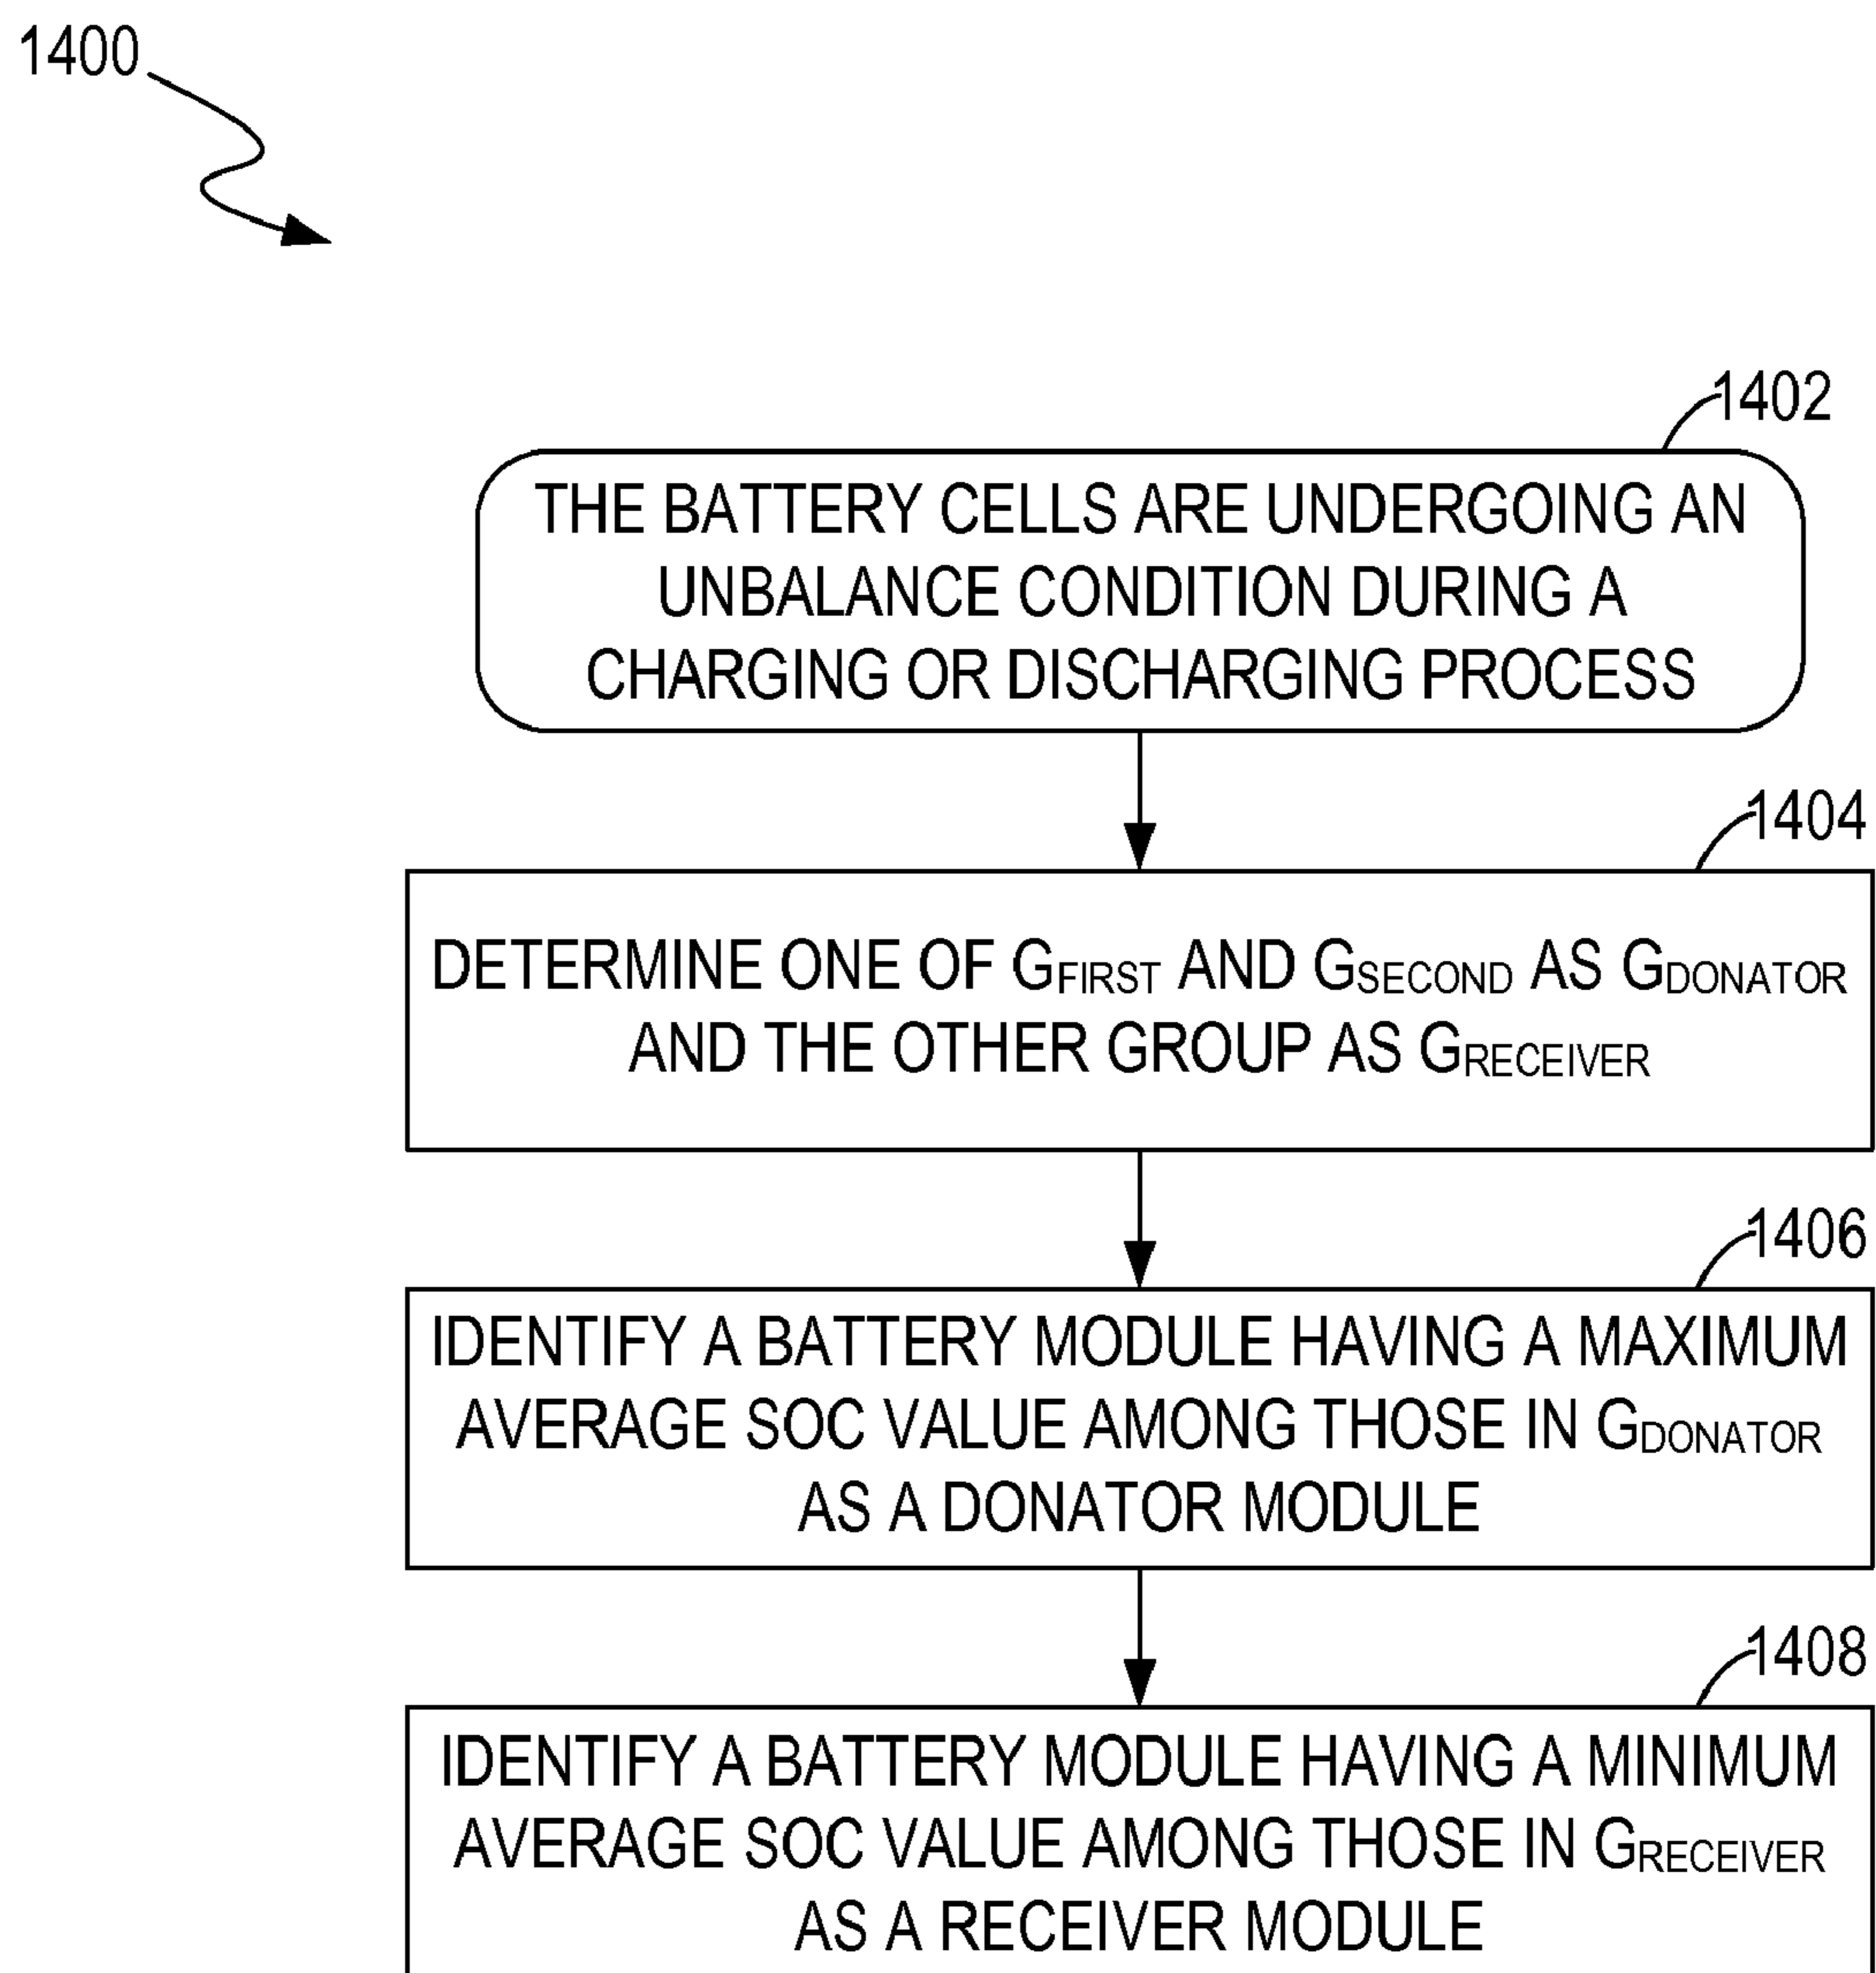 1400
1402
THE BATTERY CELLS ARE UNDERGOING AN
UNBALANCE CONDITION DURING A
CHARGING OR DISCHARGING PROCESS
1404
DETERMINE ONE OF GFIRST AND GSECOND AS GDONATOR
AND THE OTHER GROUP AS GRECEIVER
1406
IDENTIFY A BATTERY MODULE HAVING A MAXIMUM
AVERAGE SOC VALUE AMONG THOSE IN GDONATOR
AS A DONATOR MODULE
1408
IDENTIFY A BATTERY MODULE HAVING A MINIMUM
AVERAGE SOC VALUE AMONG THOSE IN GRECEIVER
AS A RECEIVER MODULE